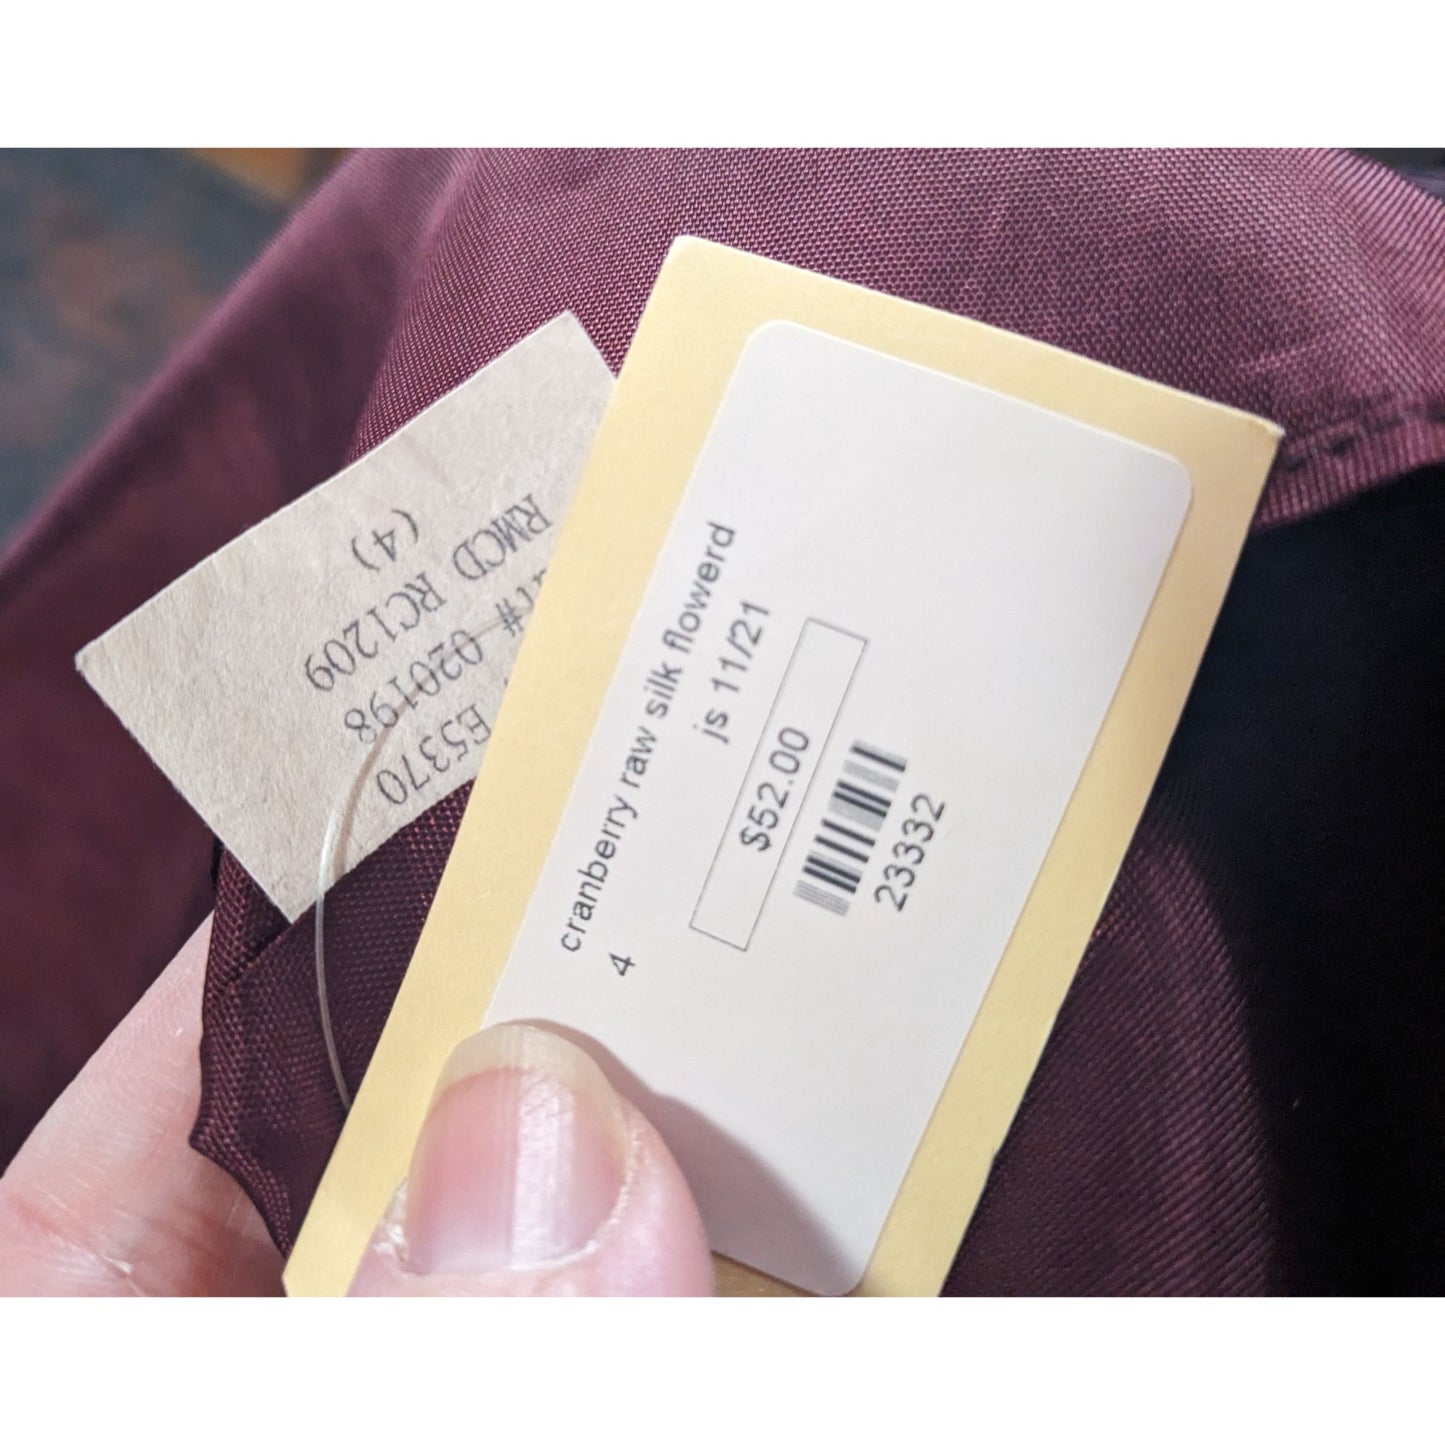 cranberry raw silk flowerd
4 js 11/21
$52.00
23332
E5370
# 020198
RMCD RC1209
(4)